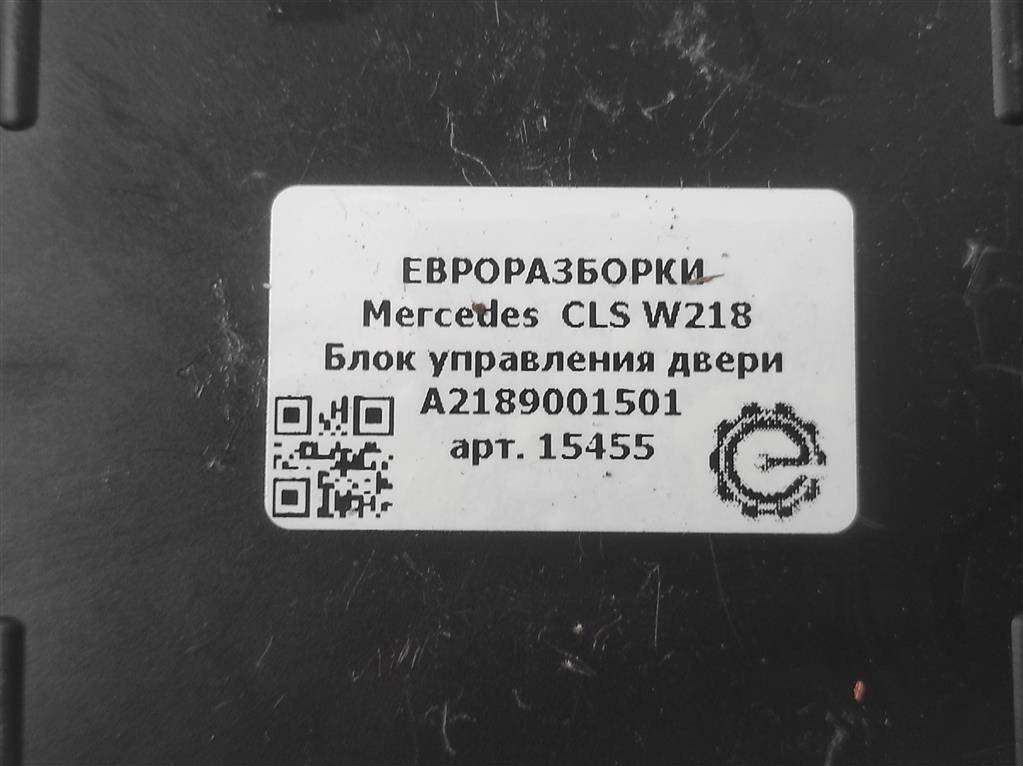 ЕВРОРАЗБОРКИ
Mercedes CLS W218
Блок управления двери
A2189001501
арт. 15455